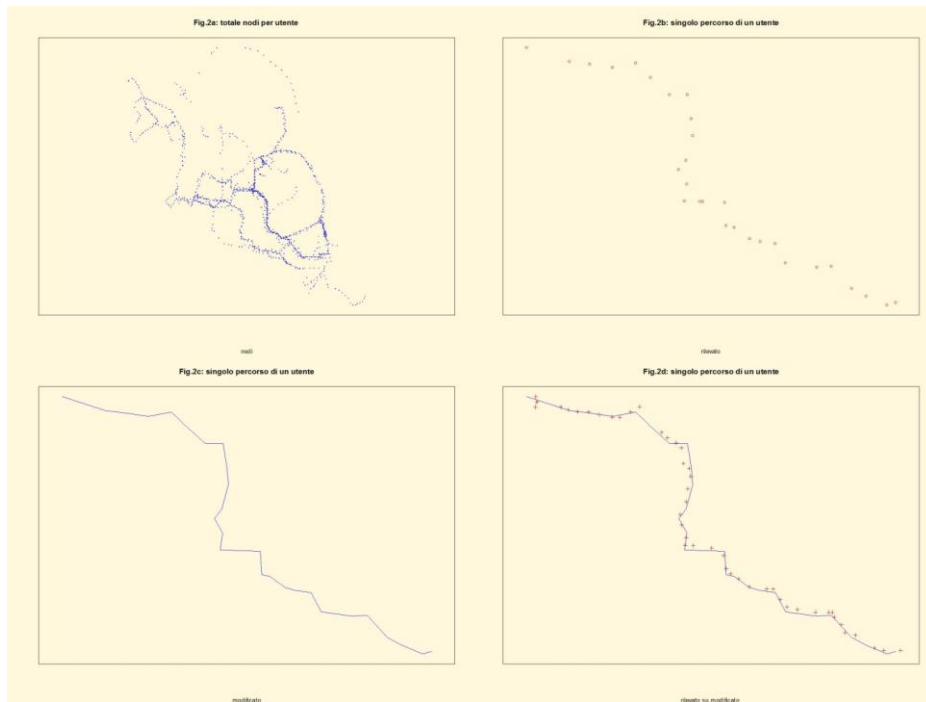 Fig.2a: totale nodi per utente
Fig.2b: singolo percorso di un utente
rilevato
Fig.2c: singolo percorso di un utente
Fig.2d: singolo percorso di un utente
modificato
rilevato su modificato